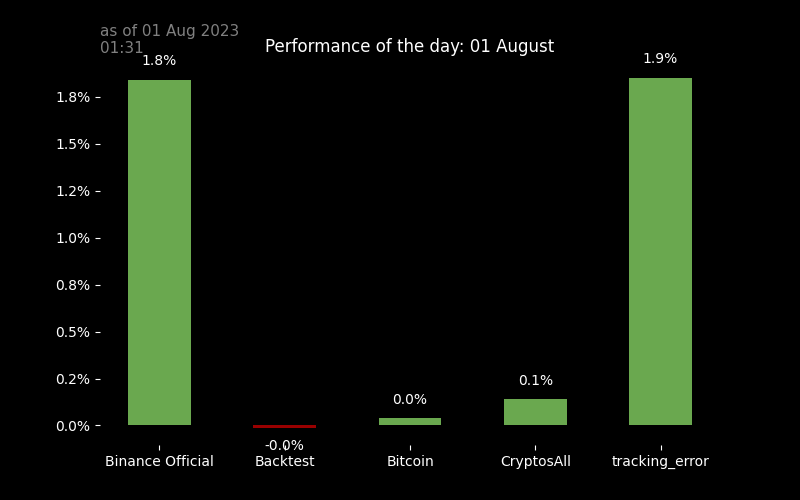 as of 01 Aug 2023
01:31
Performance of the day: 01 August
1.8%
1.9%
1.8%
1.5%
1.2%
1.0%
0.8%
0.5%
0.2%
0.0%
0.0%
0.1%
-0.0%
Binance Official
Backtest
Bitcoin
CryptosAll
tracking_error